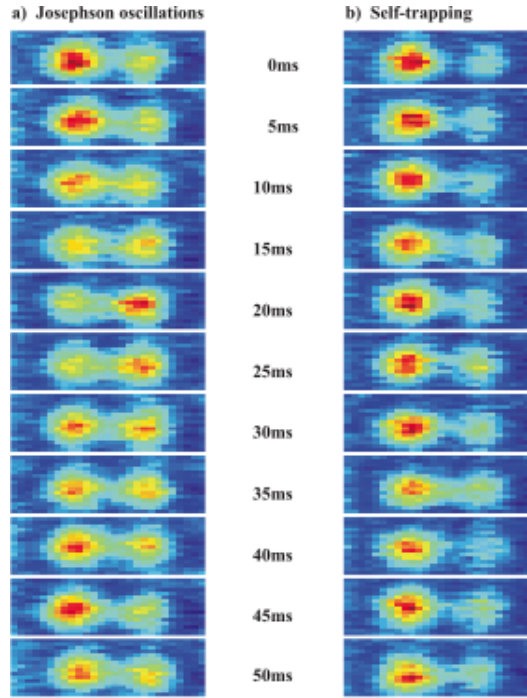 a) Josephson oscillations
b) Self-trapping
0ms
5ms
10ms
15ms
20ms
25ms
30ms
35ms
40ms
45ms
50ms